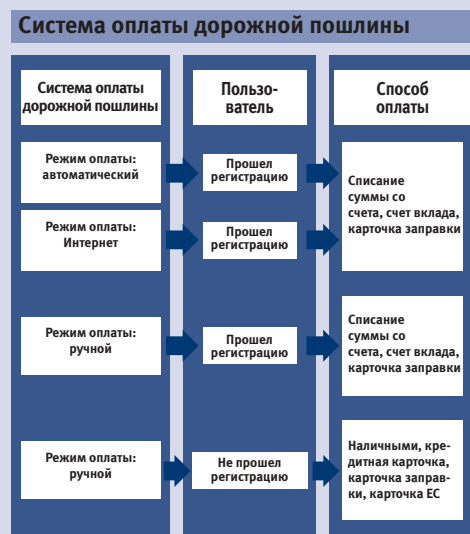 Система оплаты дорожной пошлины
Система оплаты
дорожной пошлины
Пользо-
ватель
Способ
оплаты
Режим оплаты:
автоматический
Прошел
регистрацию
Списание
суммы со
счета, счет вклада,
карточка заправки
Режим оплаты:
Интернет
Прошел
регистрацию
Режим оплаты:
ручной
Прошел
регистрацию
Списание
суммы со
счета, счет вклада,
карточка заправки
Режим оплаты:
ручной
Не прошел
регистрацию
Наличными, кре-
дитная карточка,
карточка заправ-
ки, карточка ЕС